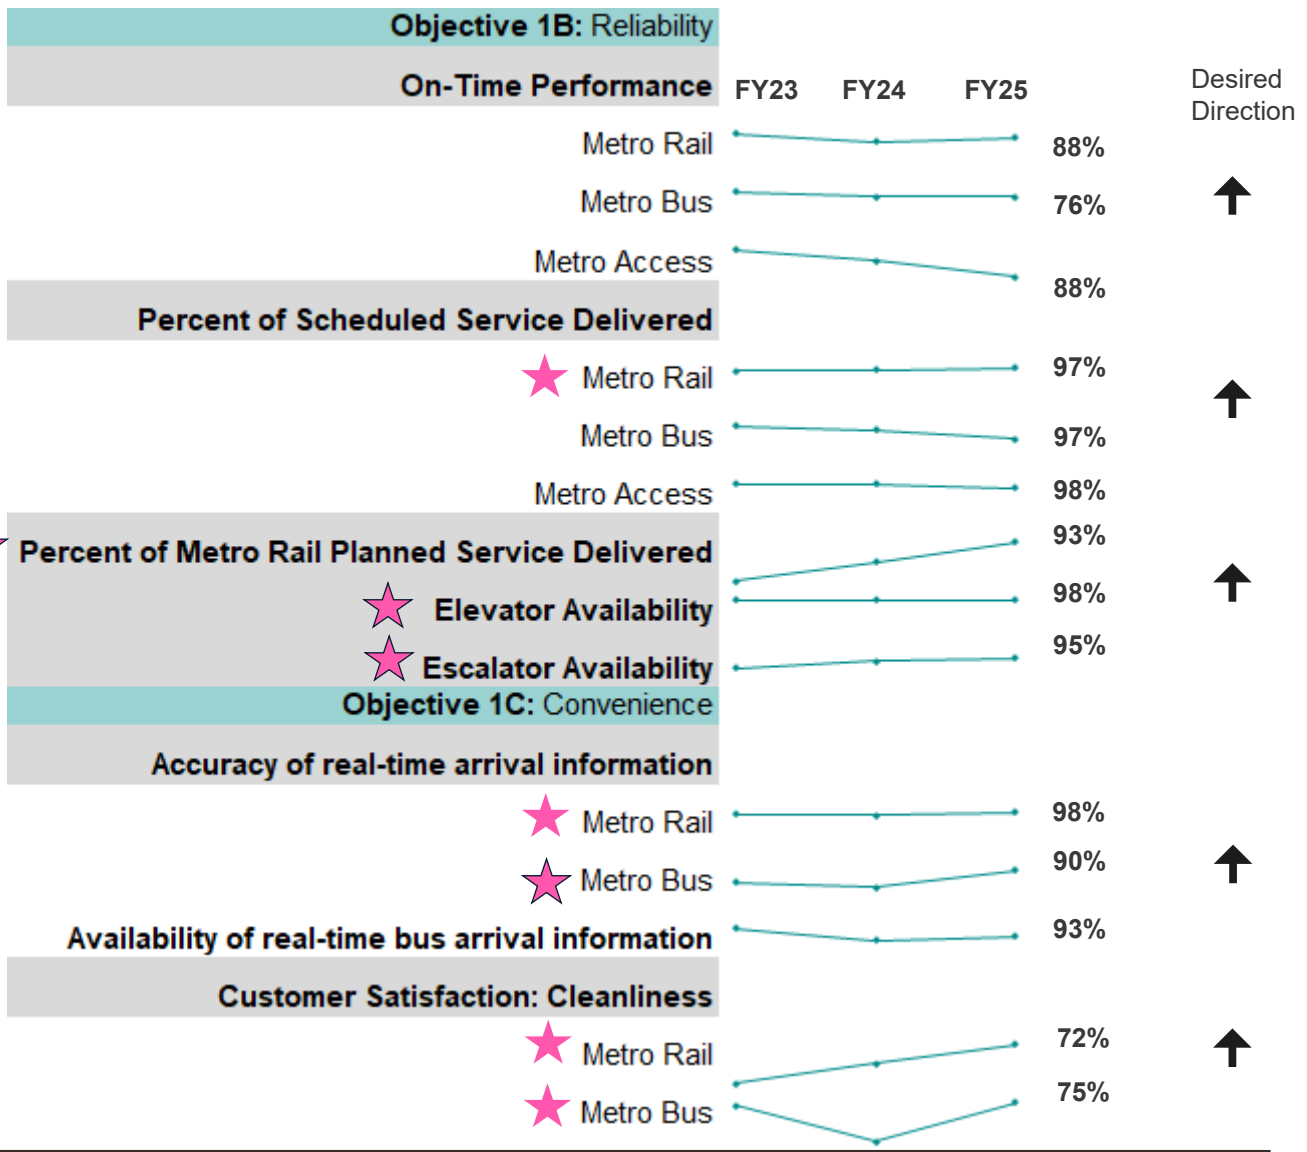 Objective 1B: Reliability
On-Time Performance FY23 FY24 FY25 Desired Direction
Metro Rail 88%
Metro Bus 76%
Metro Access 88%
Percent of Scheduled Service Delivered
Metro Rail 97%
Metro Bus 97%
Metro Access 98%
Percent of Metro Rail Planned Service Delivered 93%
Elevator Availability 98%
Escalator Availability 95%
Objective 1C: Convenience
Accuracy of real-time arrival information
Metro Rail 98%
Metro Bus 90%
Availability of real-time bus arrival information 93%
Customer Satisfaction: Cleanliness
Metro Rail 72%
Metro Bus 75%